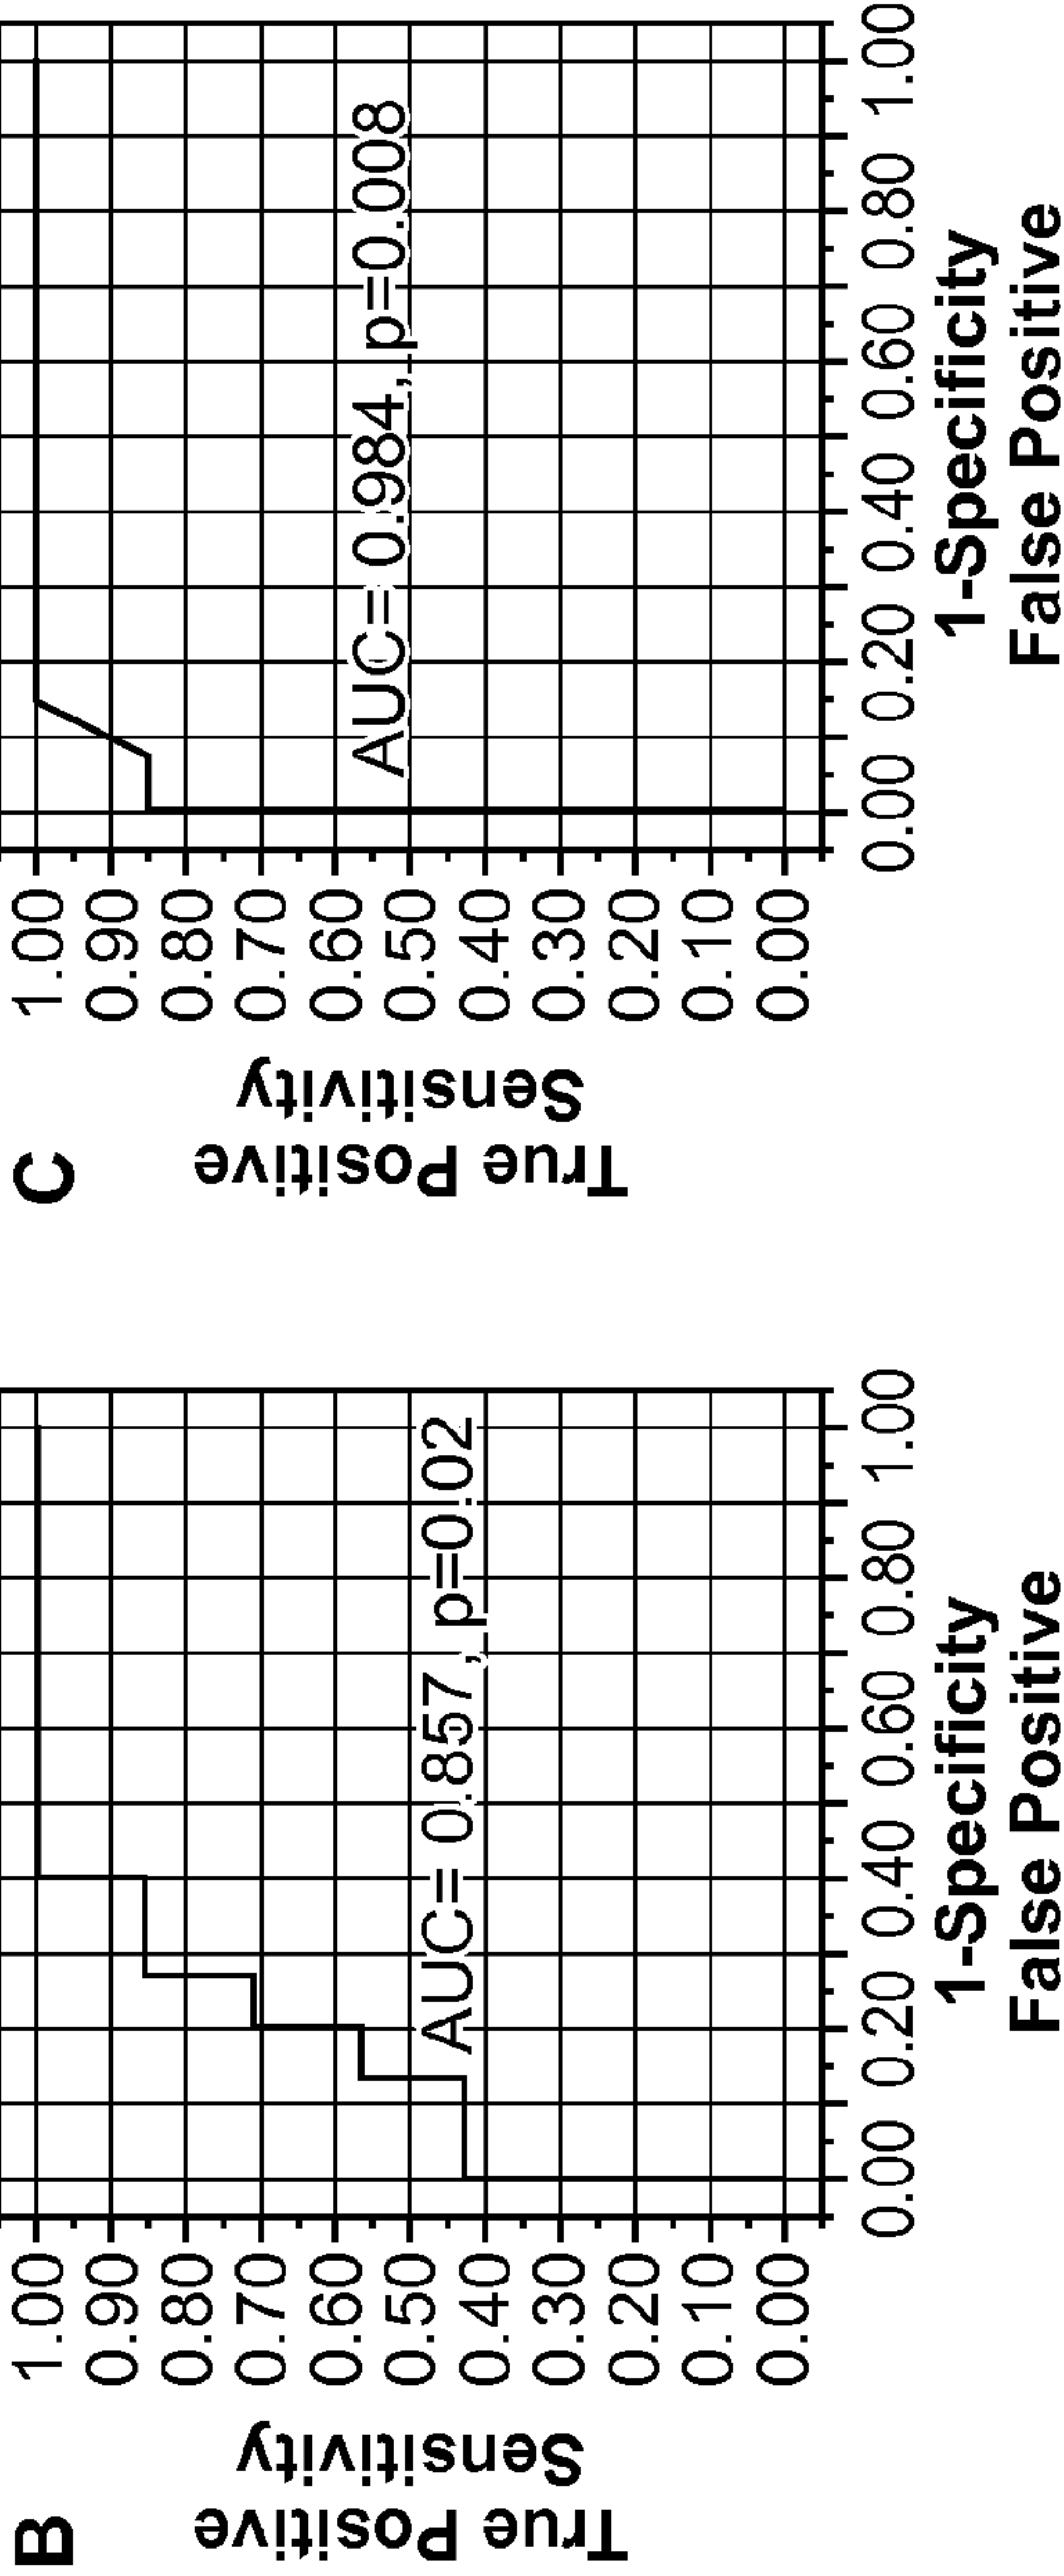 B
True Positive
Sensitivity
1.00
0.90
0.80
0.70
0.60
0.50
0.40
0.30
0.20
0.10
0.00
AUC= 0.857, p=0.02
0.00 0.20 0.40 0.60 0.80 1.00
1-Specificity
False Positive
C
True Positive
Sensitivity
1.00
0.90
0.80
0.70
0.60
0.50
0.40
0.30
0.20
0.10
0.00
AUC= 0.984, p=0.008
0.00 0.20 0.40 0.60 0.80 1.00
1-Specificity
False Positive